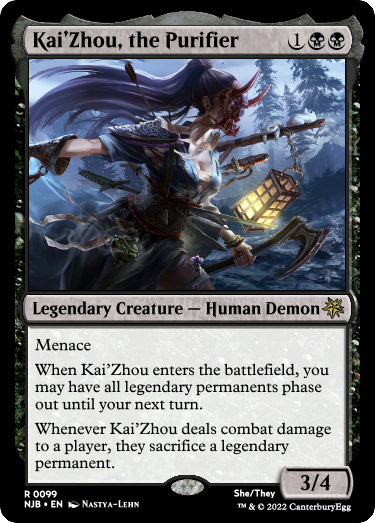 Kai'Zhou, the Purifier 1
Legendary Creature — Human Demon
Menace
When Kai'Zhou enters the battlefield, you
may have all legendary permanents phase
out until your next turn.
Whenever Kai'Zhou deals combat damage
to a player, they sacrifice a legendary
permanent.
3/4
R 0099
NJB • EN Nastya-Lehn
She/They
™ & © 2022 CanterburyEgg